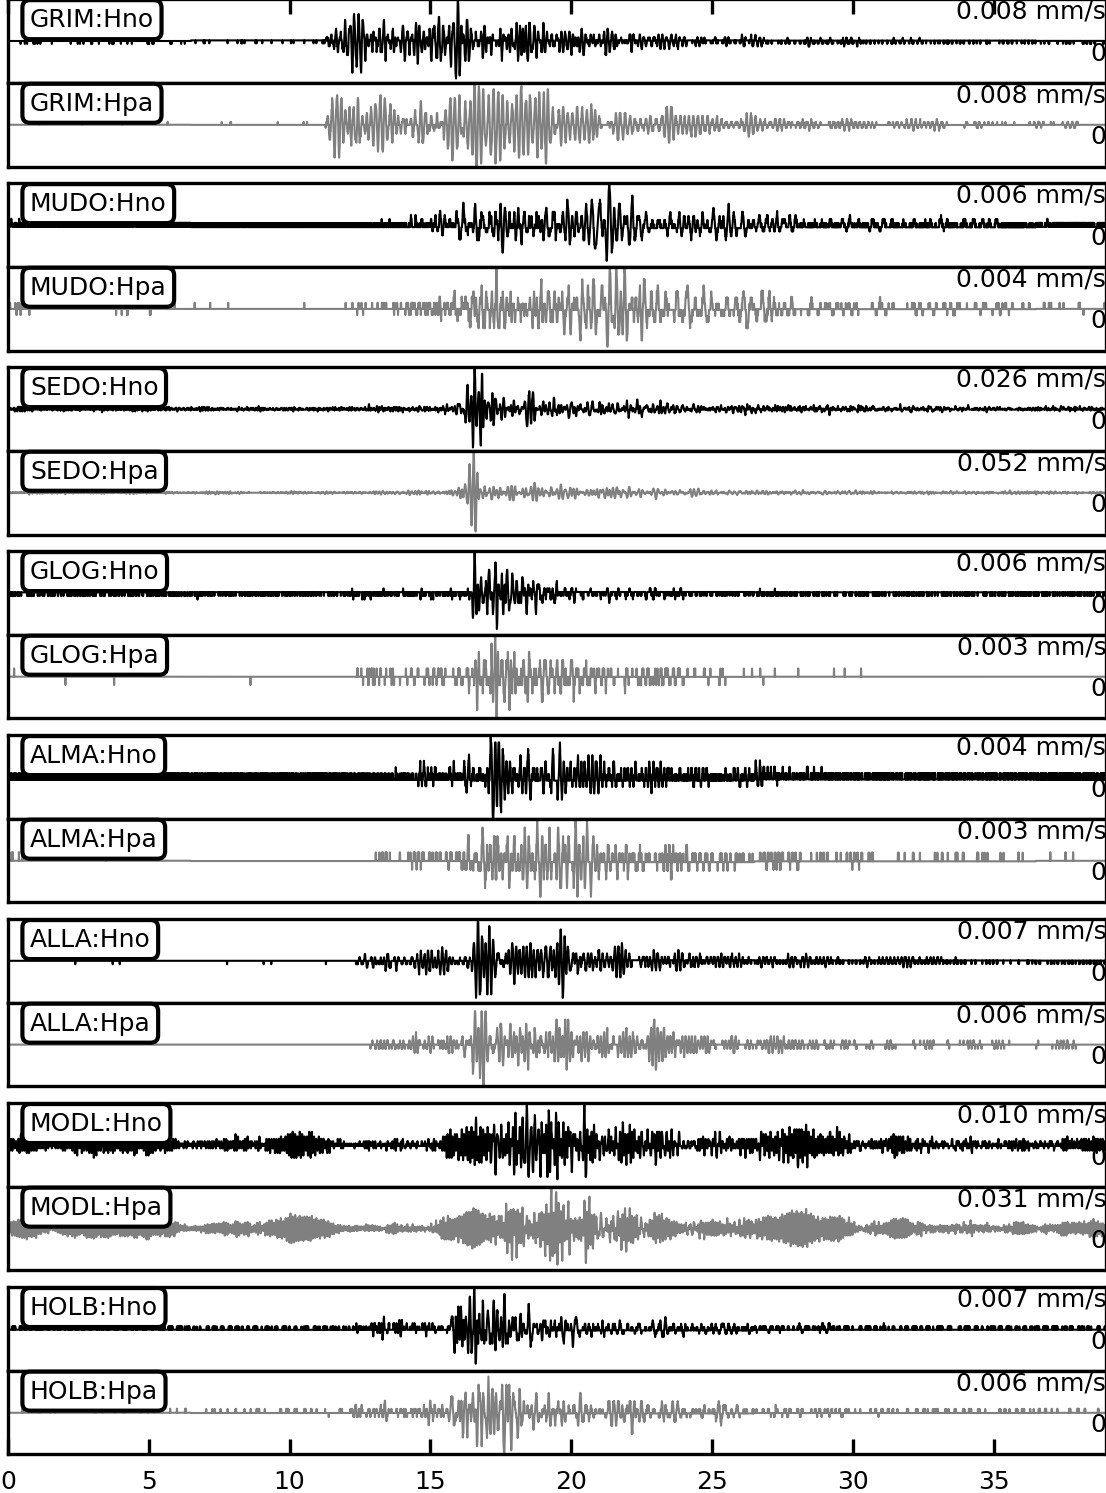 GRIM:Hno 0.008 mm/s
0
GRIM:Hpa 0.008 mm/s
0
MUDO:Hno 0.006 mm/s
0
MUDO:Hpa 0.004 mm/s
0
SEDO:Hno 0.026 mm/s
0
SEDO:Hpa 0.052 mm/s
0
GLOG:Hno 0.006 mm/s
0
GLOG:Hpa 0.003 mm/s
0
ALMA:Hno 0.004 mm/s
0
ALMA:Hpa 0.003 mm/s
0
ALLA:Hno 0.007 mm/s
0
ALLA:Hpa 0.006 mm/s
0
MODL:Hno 0.010 mm/s
0
MODL:Hpa 0.031 mm/s
0
HOLB:Hno 0.007 mm/s
0
HOLB:Hpa 0.006 mm/s
0
0 5 10 15 20 25 30 35